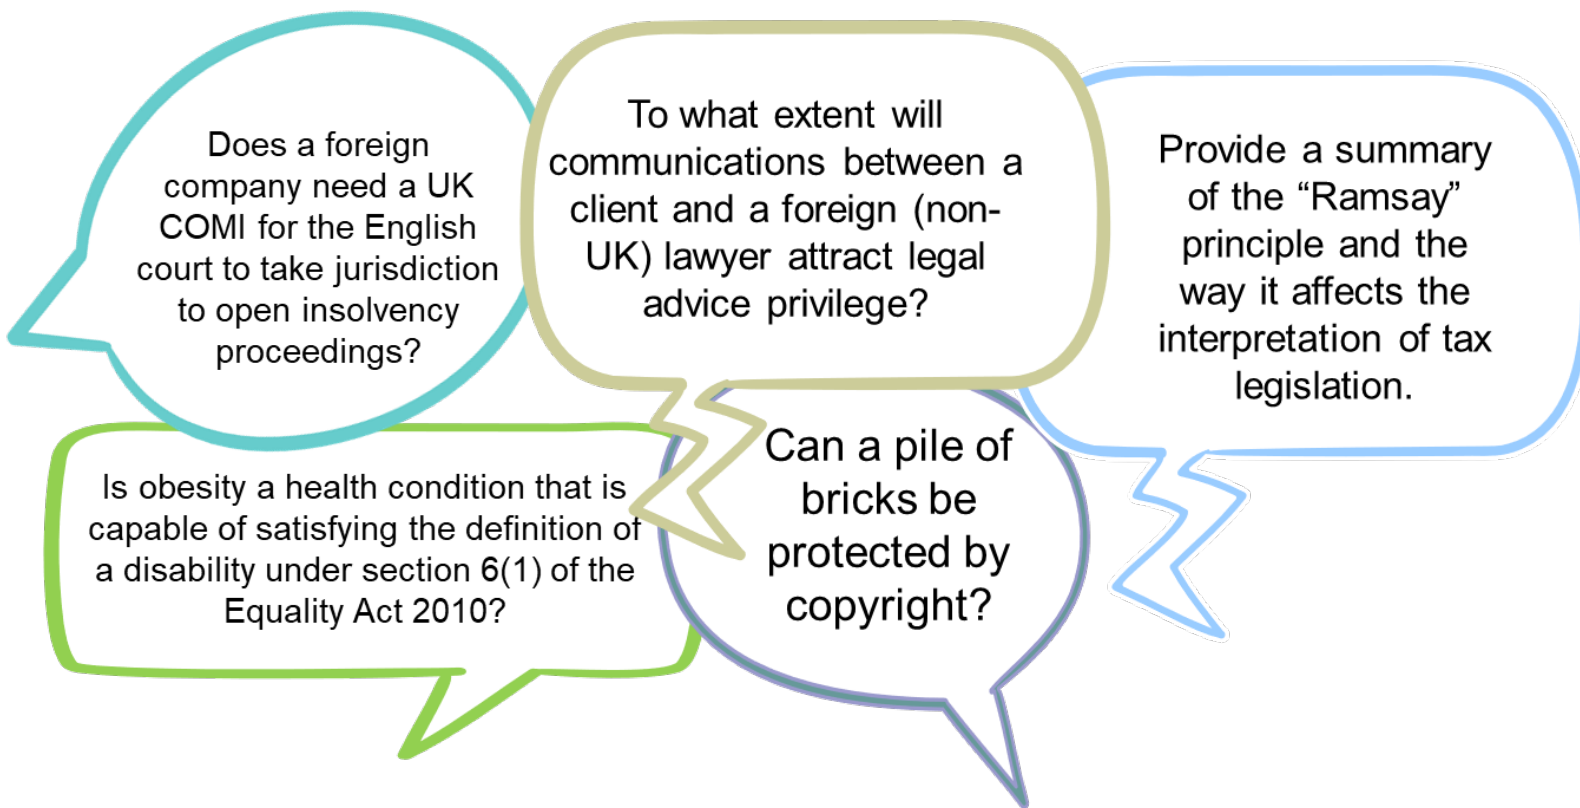 Does a foreign
company need a UK
COMI for the English
court to take jurisdiction
to open insolvency
proceedings?
To what extent will
communications between a
client and a foreign (non-
UK) lawyer attract legal
advice privilege?
Provide a summary
of the “Ramsay”
principle and the
way it affects the
interpretation of tax
legislation.
Is obesity a health condition that is
capable of satisfying the definition of
a disability under section 6(1) of the
Equality Act 2010?
Can a pile of
bricks be
protected by
copyright?